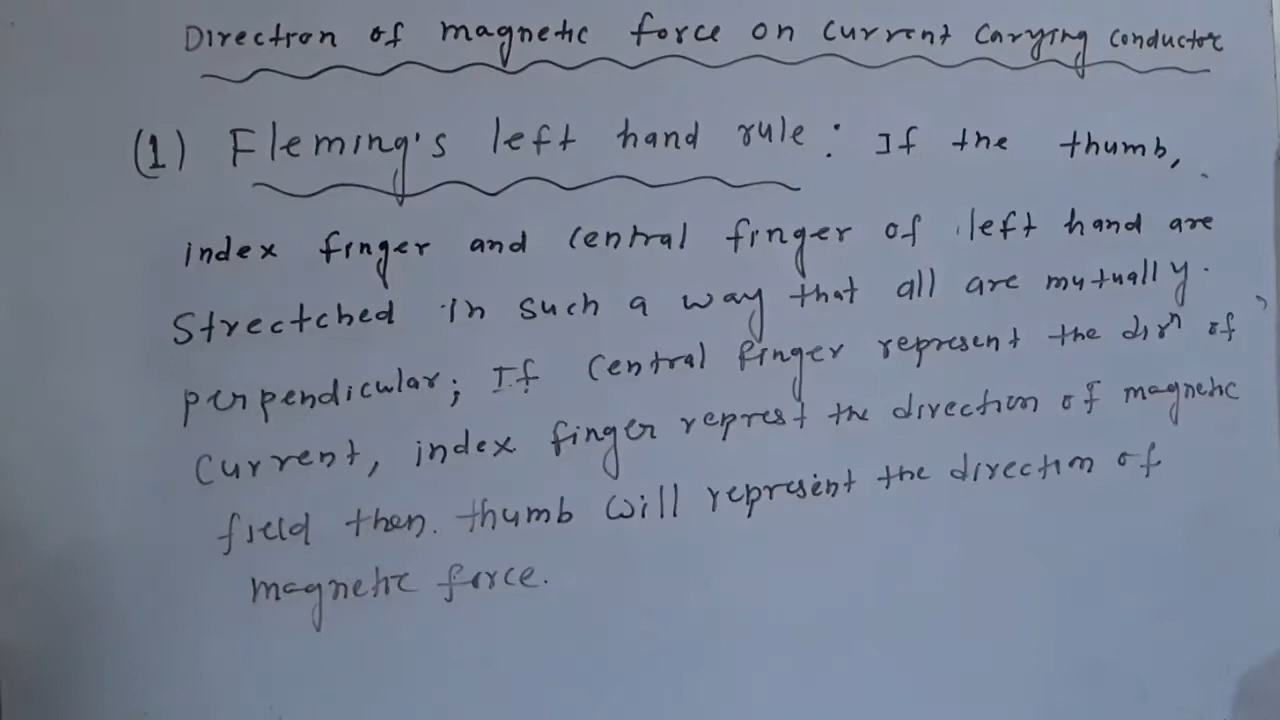 Direction of magnetic force on current carying conductor
(1) Fleming's left hand rule: If the thumb,
index finger and central finger of left hand are
Strectched in such a way that all are mutually
perpendicular; If central finger represent the dirn of
current, index finger represt the direction of magnetic
field then. thumb will represent the direction of
magnetic force.